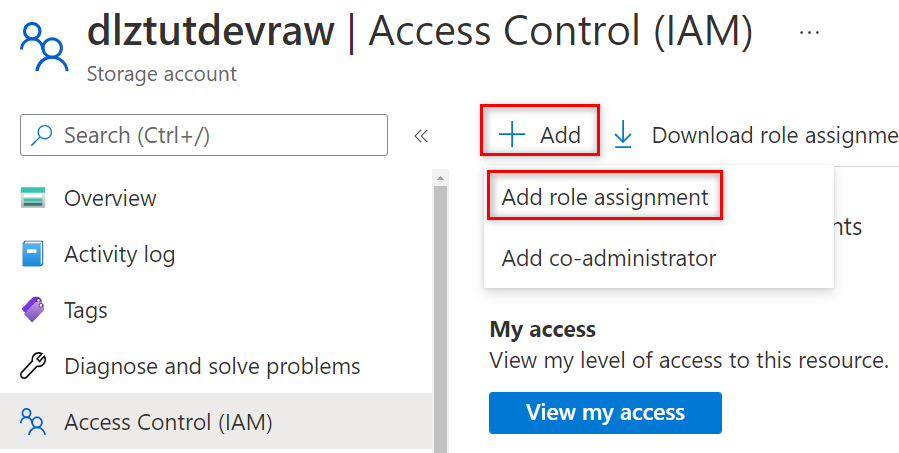 dlztutdevraw | Access Control (IAM) ...
Storage account
Search (Ctrl+/) «
Add
Download role assignme
Add role assignment
Add co-administrator
nts
Overview
Activity log
Tags
Diagnose and solve problems
Access Control (IAM)
My access
View my level of access to this resource.
View my access